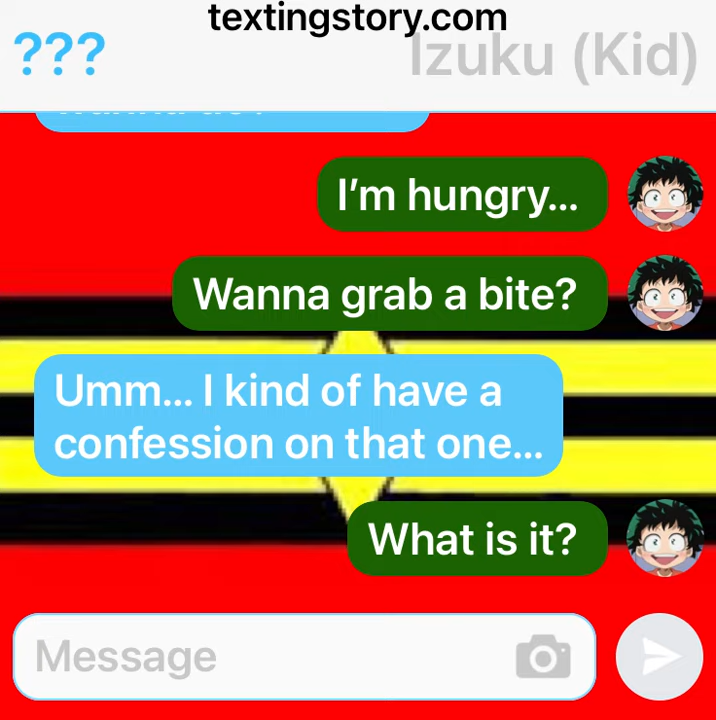 textingstory.com
???
Izuku (Kid)
I'm hungry...
Wanna grab a bite?
Umm... I kind of have a
confession on that one...
What is it?
Message